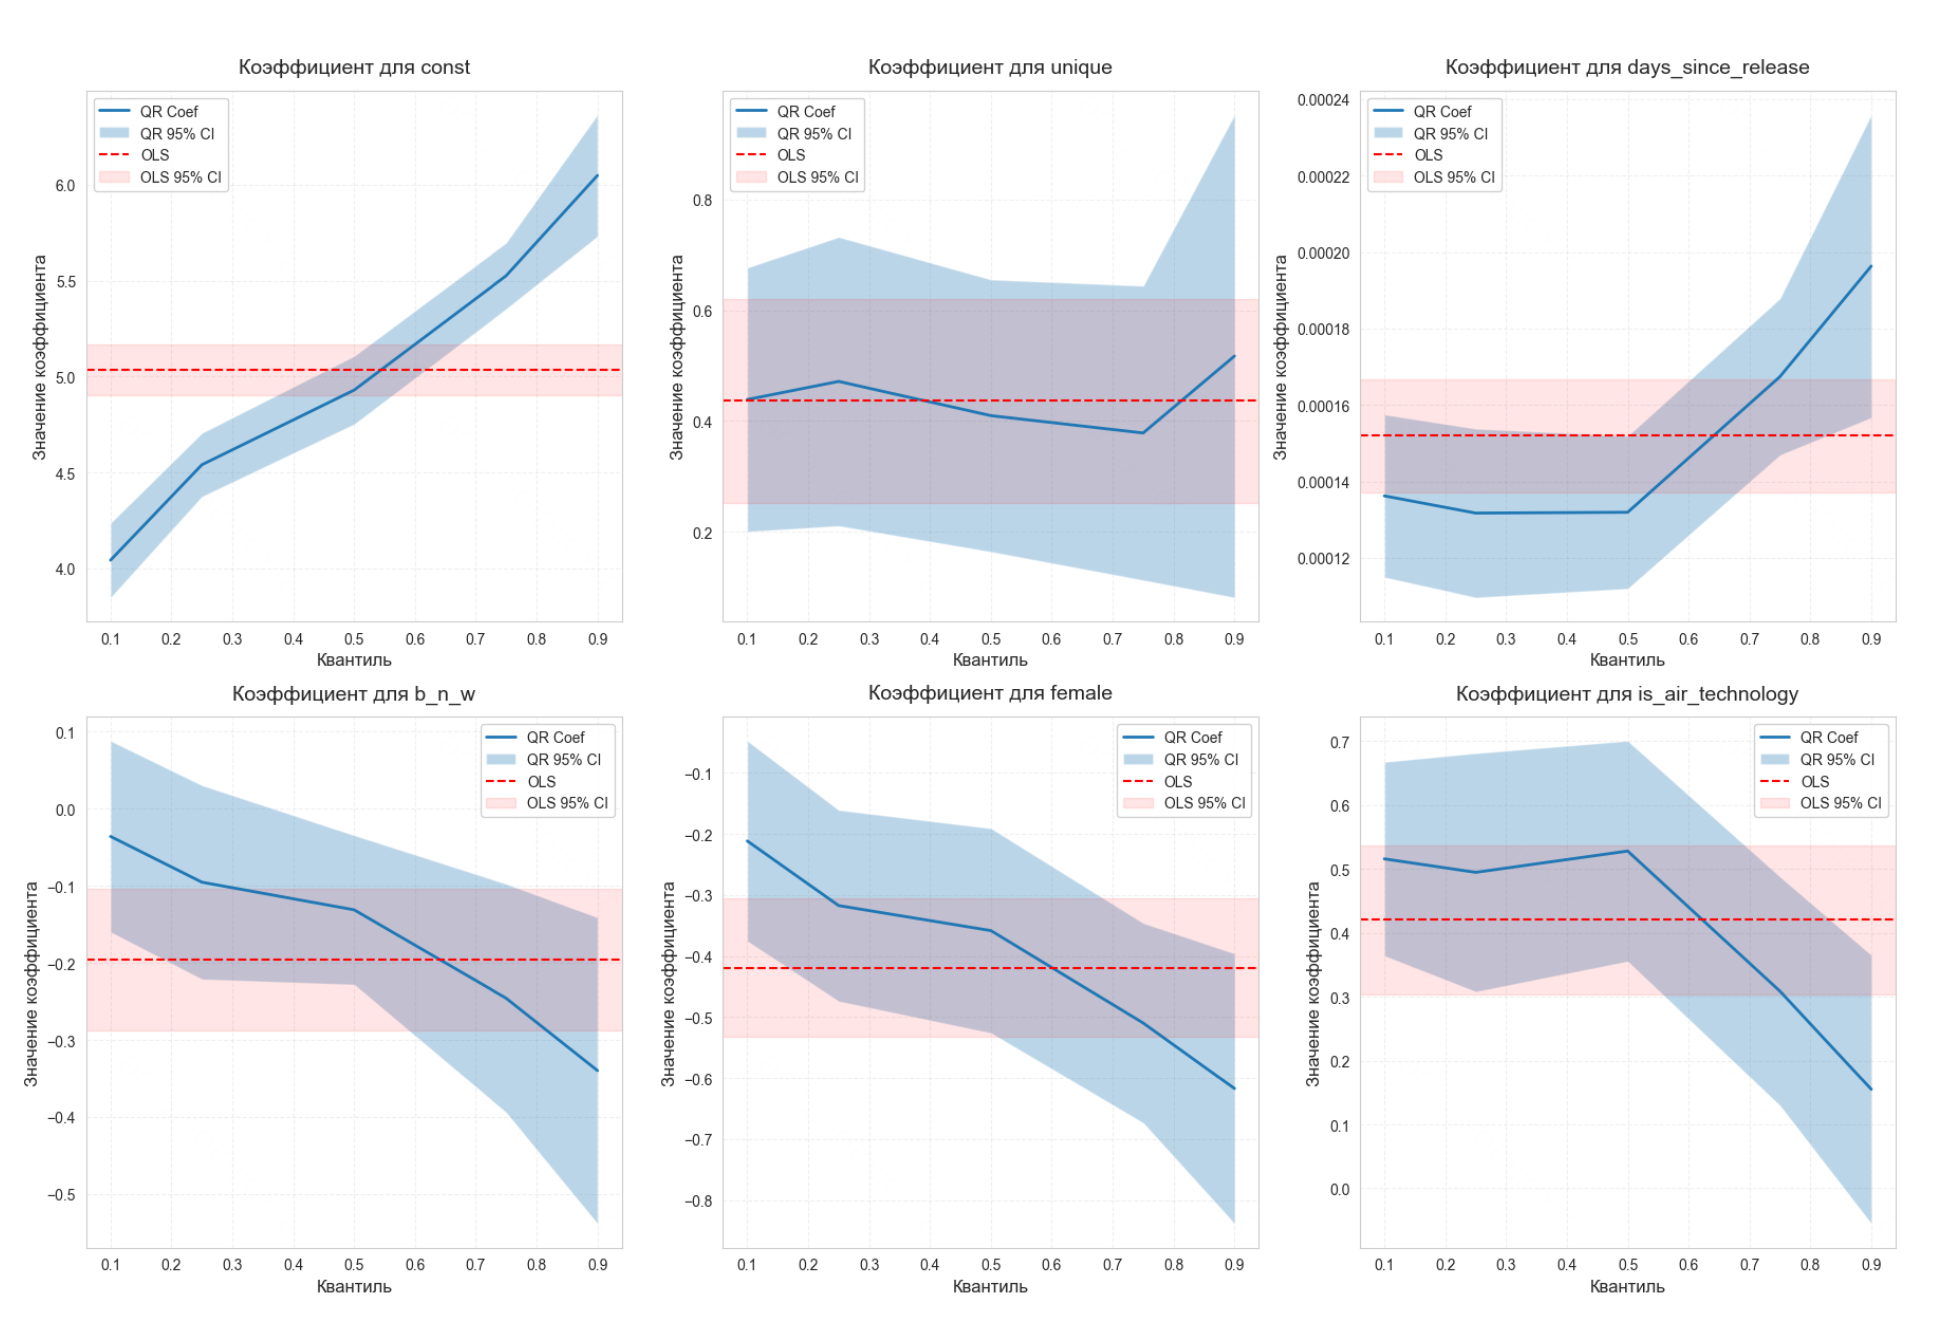 Коэффициент для const
QR Coef
QR 95% CI
OLS
OLS 95% CI
Значение коэффициента
6.0
5.5
5.0
4.5
4.0
0.1 0.2 0.3 0.4 0.5 0.6 0.7 0.8 0.9
Квантиль
Коэффициент для unique
QR Coef
QR 95% CI
OLS
OLS 95% CI
Значение коэффициента
0.8
0.6
0.4
0.2
0.1 0.2 0.3 0.4 0.5 0.6 0.7 0.8 0.9
Квантиль
Коэффициент для days_since_release
QR Coef
QR 95% CI
OLS
OLS 95% CI
Значение коэффициента
0.00024
0.00022
0.00020
0.00018
0.00016
0.00014
0.00012
0.1 0.2 0.3 0.4 0.5 0.6 0.7 0.8 0.9
Квантиль
Коэффициент для b_n_w
QR Coef
QR 95% CI
OLS
OLS 95% CI
Значение коэффициента
0.1
0.0
−0.1
−0.2
−0.3
−0.4
−0.5
0.1 0.2 0.3 0.4 0.5 0.6 0.7 0.8 0.9
Квантиль
Коэффициент для female
QR Coef
QR 95% CI
OLS
OLS 95% CI
Значение коэффициента
−0.1
−0.2
−0.3
−0.4
−0.5
−0.6
−0.7
−0.8
0.1 0.2 0.3 0.4 0.5 0.6 0.7 0.8 0.9
Квантиль
Коэффициент для is_air_technology
QR Coef
QR 95% CI
OLS
OLS 95% CI
Значение коэффициента
0.7
0.6
0.5
0.4
0.3
0.2
0.1
0.0
0.1 0.2 0.3 0.4 0.5 0.6 0.7 0.8 0.9
Квантиль